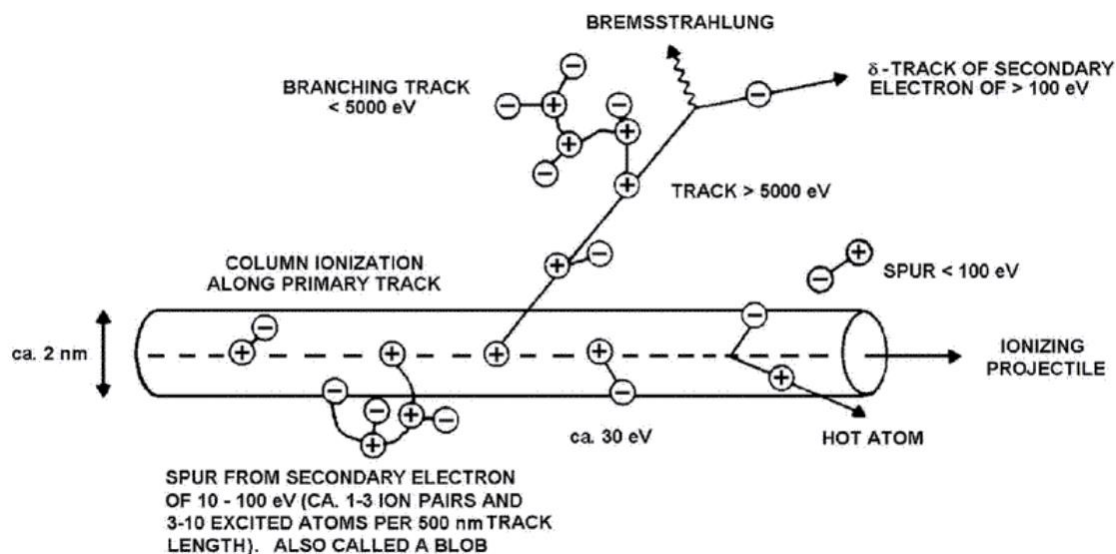 BREMSSTRAHLUNG
BRANCHING TRACK
< 5000 eV
δ-TRACK OF SECONDARY
ELECTRON OF > 100 eV
TRACK > 5000 eV
COLUMN IONIZATION
ALONG PRIMARY TRACK
SPUR < 100 eV
ca. 2 nm
IONIZING
PROJECTILE
ca. 30 eV
HOT ATOM
SPUR FROM SECONDARY ELECTRON
OF 10 - 100 eV (CA. 1-3 ION PAIRS AND
3-10 EXCITED ATOMS PER 500 nm TRACK
LENGTH). ALSO CALLED A BLOB